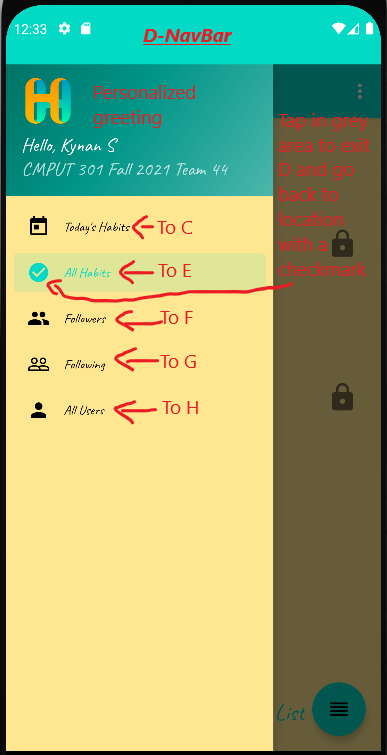 12:33
D-NavBar
Personalized
greeting
Hello, Kynan S
CMPUT 301 Fall 2021 Team 44
Tap in grey
area to exit
D and go
back to
location
with a
checkmark
Today's Habits
To C
All Habits
To E
Followers
To F
Following
To G
All Users
To H
List